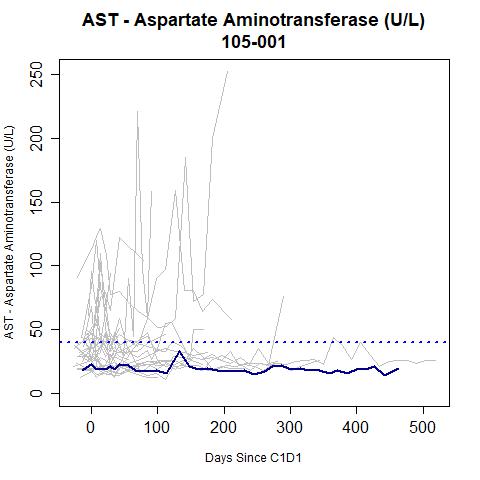 AST - Aspartate Aminotransferase (U/L)
105-001
AST - Aspartate Aminotransferase (U/L)
250
200
150
100
50
0
0 100 200 300 400 500
Days Since C1D1